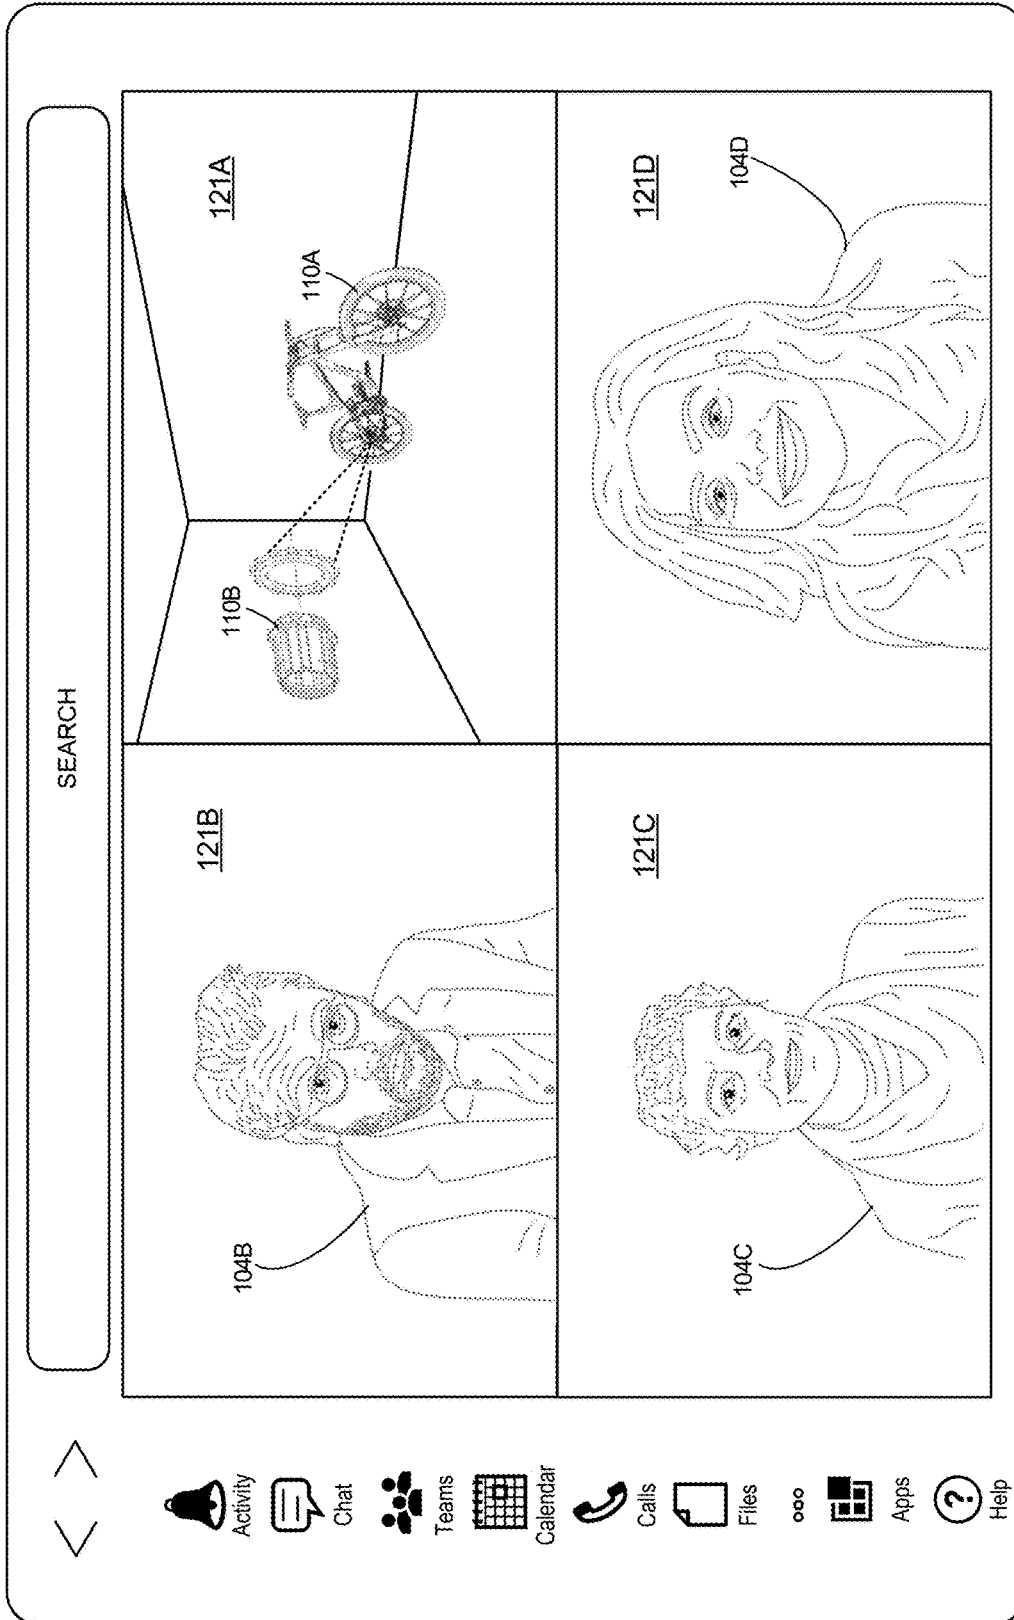 SEARCH
Activity
Chat
Teams
Calendar
Calls
Files
Apps
Help
121B
104B
121A
110B
110A
121C
104C
121D
104D